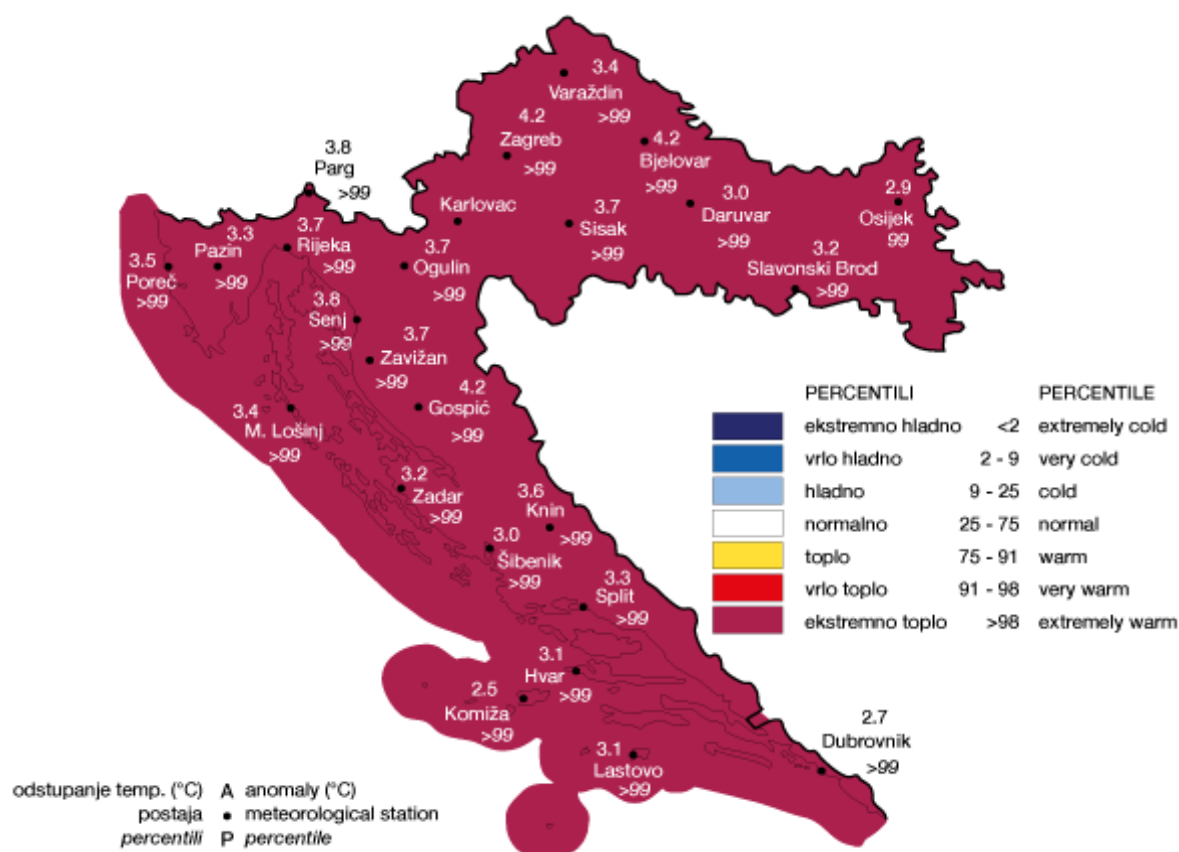 3.4
Varaždin
>99
4.2
Zagreb
>99
4.2
Bjelovar
>99
3.8
Parg
>99
3.0
Daruvar
>99
2.9
Osijek
99
Karlovac
3.7
Sisak
>99
3.7
Rijeka
>99
3.3
Pazin
>99
3.5
Poreč
>99
3.7
Ogulin
>99
3.2
Slavonski Brod
>99
3.8
Senj
>99
3.7
Zavižan
>99
4.2
Gospić
>99
3.4
M. Lošinj
>99
3.2
Zadar
>99
3.6
Knin
>99
3.0
Šibenik
>99
3.3
Split
>99
3.1
Hvar
>99
2.5
Komiža
>99
3.1
Lastovo
>99
2.7
Dubrovnik
>99
PERCENTILI PERCENTILE
ekstremno hladno <2 extremely cold
vrlo hladno 2 - 9 very cold
hladno 9 - 25 cold
normalno 25 - 75 normal
toplo 75 - 91 warm
vrlo toplo 91 - 98 very warm
ekstremno toplo >98 extremely warm
odstupanje temp. (°C) A anomaly (°C)
postaja • meteorological station
percentili P percentile